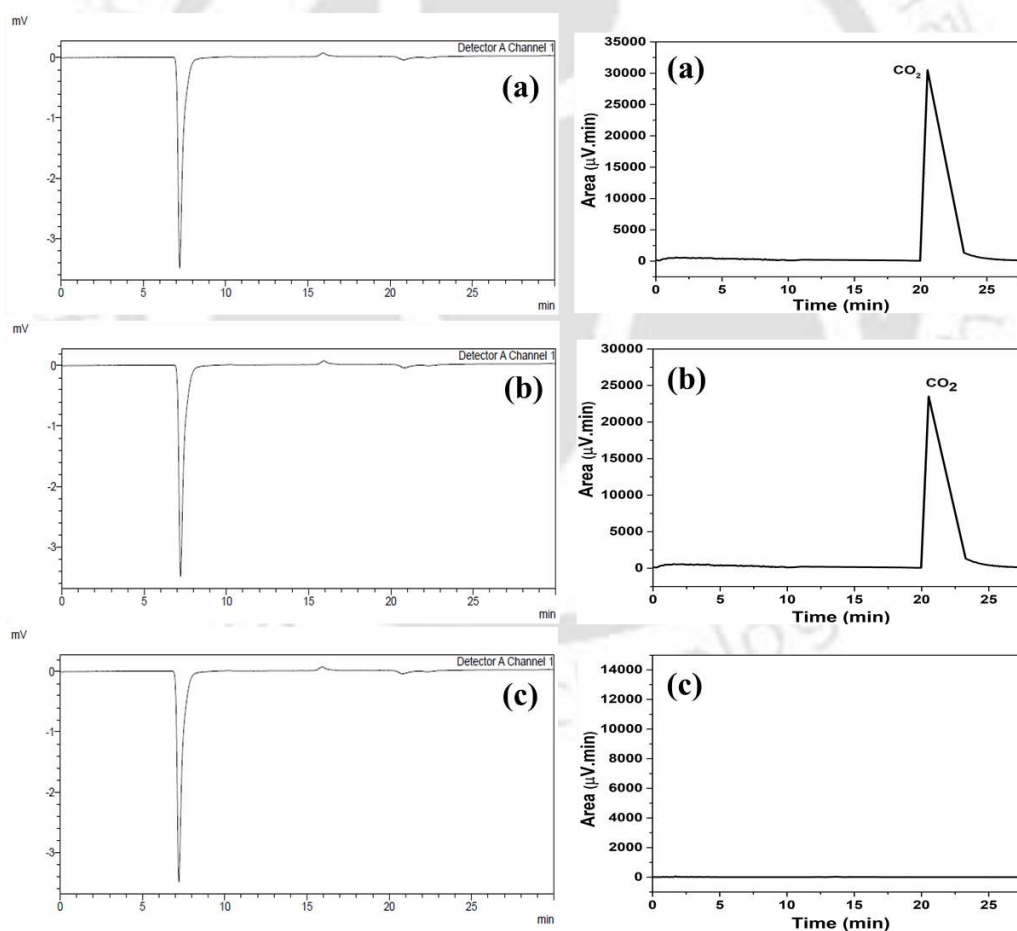 mV
Detector A Channel 1
(a)
0
-1
-2
-3
0 5 10 15 20 25
min
(a)
CO2
Area (μV.min)
35000
30000
25000
20000
15000
10000
5000
0
0 5 10 15 20 25
Time (min)
mV
Detector A Channel 1
(b)
0
-1
-2
-3
0 5 10 15 20 25
min
(b)
CO2
Area (μV.min)
30000
25000
20000
15000
10000
5000
0
0 5 10 15 20 25
Time (min)
mV
Detector A Channel 1
(c)
0
-1
-2
-3
0 5 10 15 20 25
min
(c)
Area (μV.min)
14000
12000
10000
8000
6000
4000
2000
0
0 5 10 15 20 25
Time (min)